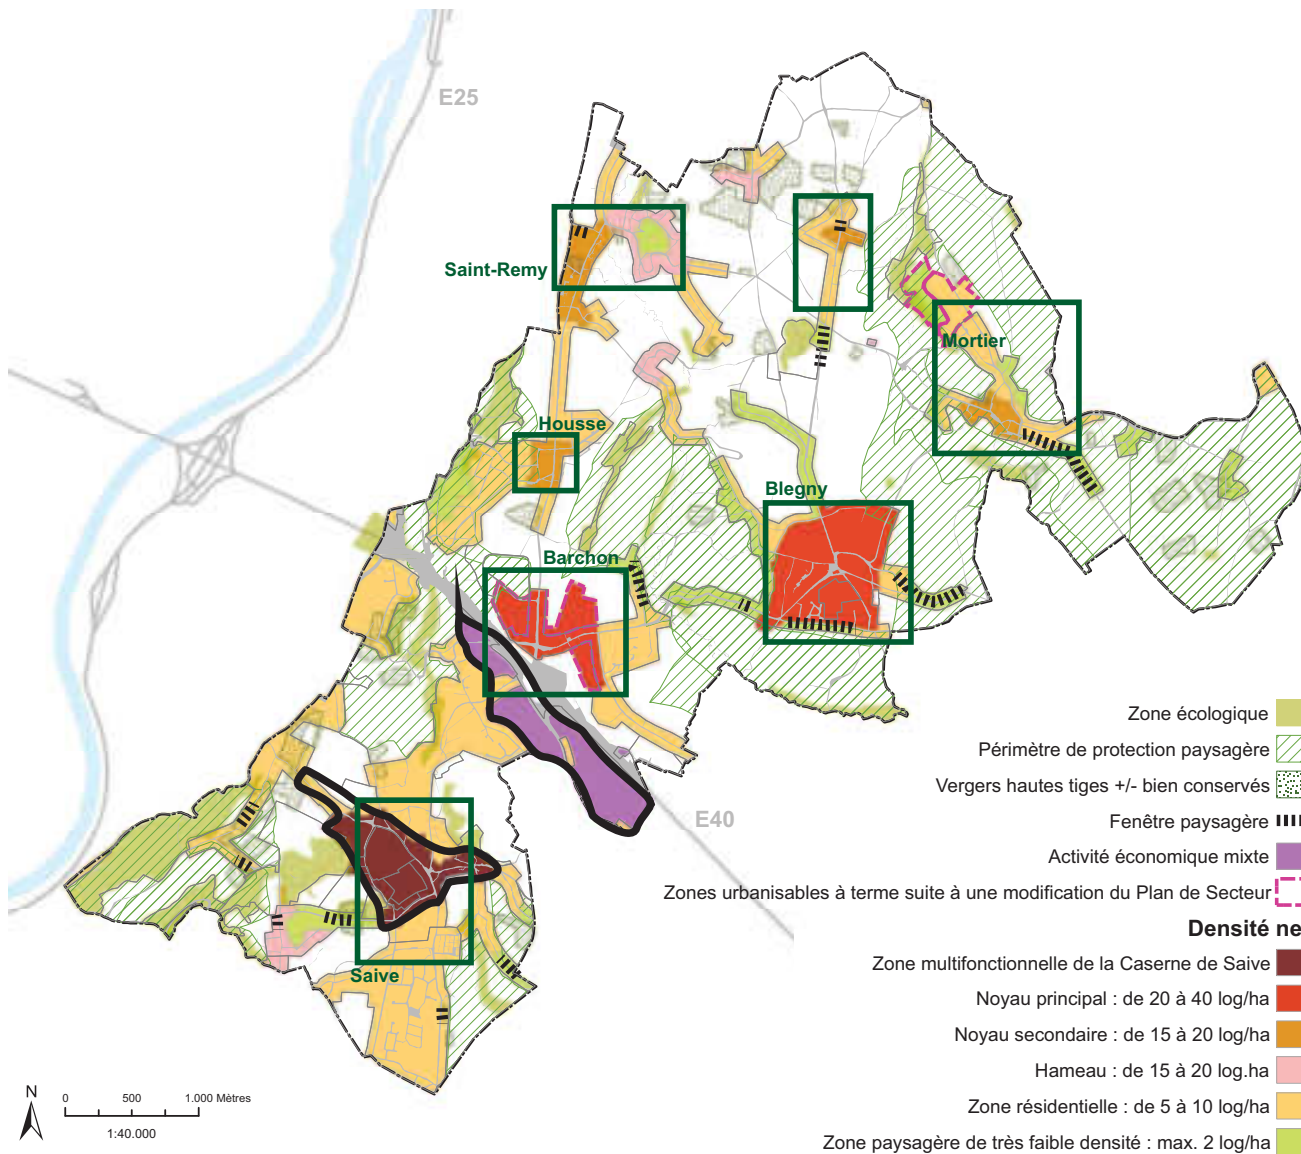 E25
Saint-Remy
Mortier
Housse
Blegny
Barchon
E40
Saive
Zone écologique
Périmètre de protection paysagère
Vergers hautes tiges +/- bien conservés
Fenêtre paysagère
Activité économique mixte
Zones urbanisables à terme suite à une modification du Plan de Secteur
Densité ne
Zone multifonctionnelle de la Caserne de Saive
Noyau principal : de 20 à 40 log/ha
Noyau secondaire : de 15 à 20 log/ha
Hameau : de 15 à 20 log.ha
Zone résidentielle : de 5 à 10 log/ha
Zone paysagère de très faible densité : max. 2 log/ha
N
0 500 1.000 Mètres
1:40.000